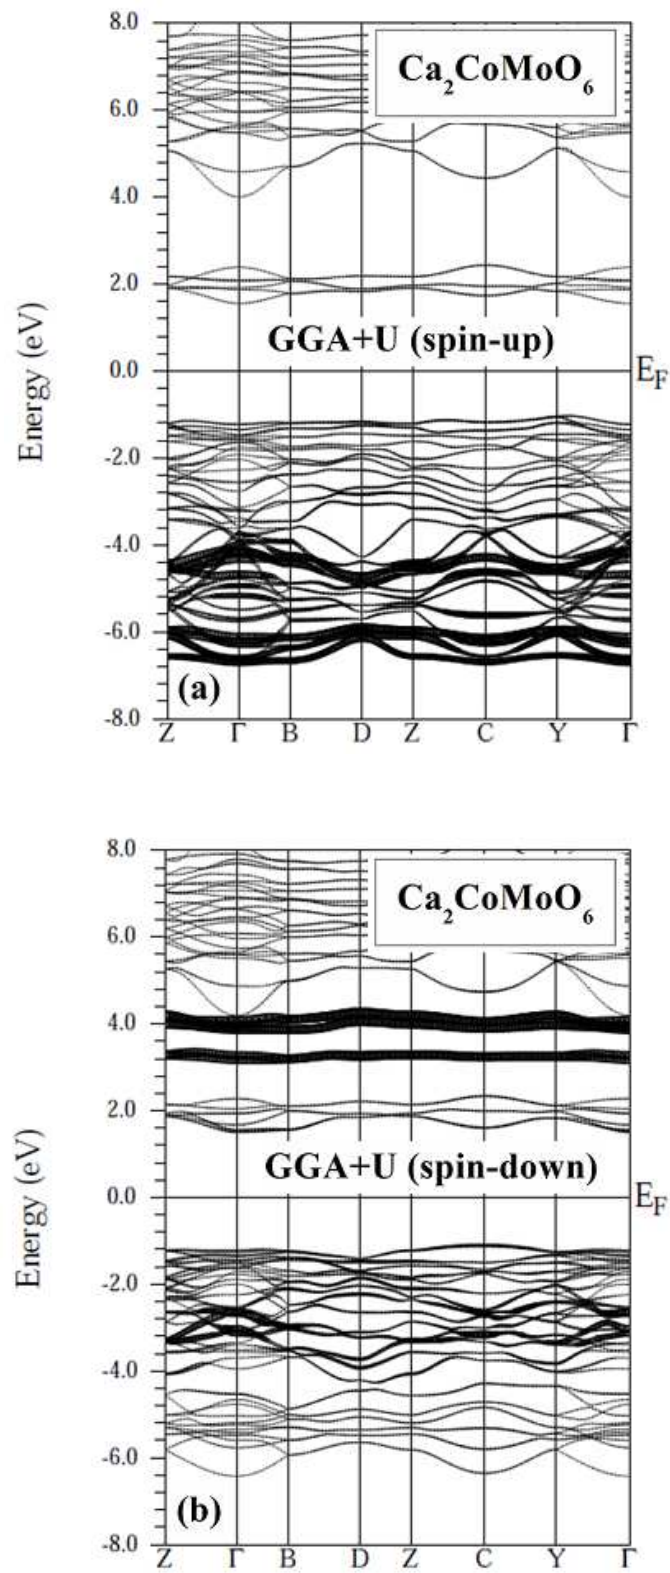 8.0
Ca₂CoMoO₆
6.0
4.0
2.0
GGA+U (spin-up)
0.0
E_F
Energy (eV)
-2.0
-4.0
-6.0
(a)
-8.0
Z Γ B D Z C Y Γ
8.0
Ca₂CoMoO₆
6.0
4.0
2.0
GGA+U (spin-down)
0.0
E_F
Energy (eV)
-2.0
-4.0
-6.0
(b)
-8.0
Z Γ B D Z C Y Γ